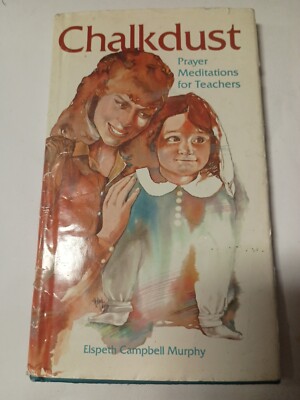 Chalkdust
Prayer
Meditations
for Teachers
Elspeth Campbell Murphy